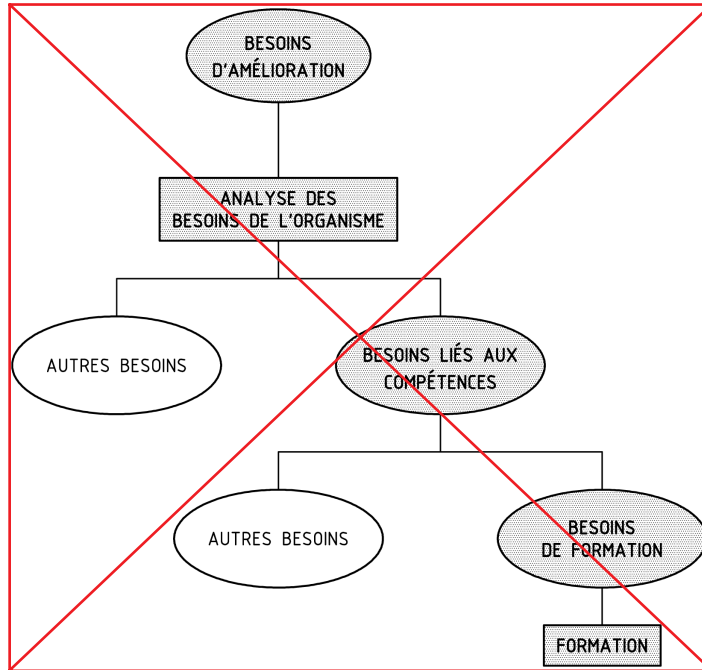 BESOINS
D'AMÉLIORATION
ANALYSE DES
BESOINS DE L'ORGANISME
AUTRES BESOINS
BESOINS LIÉS AUX
COMPÉTENCES
AUTRES BESOINS
BESOINS
DE FORMATION
FORMATION